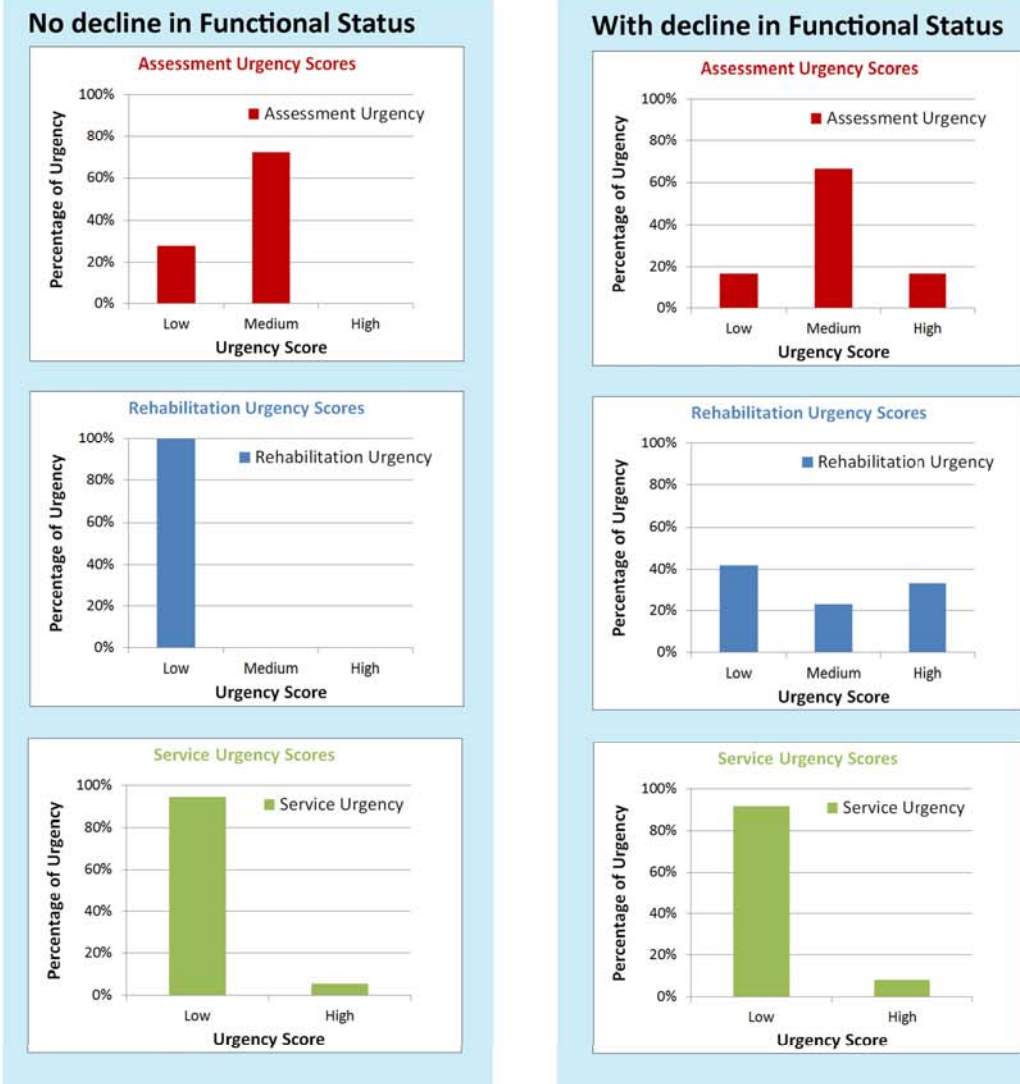 No decline in Functional Status
Assessment Urgency Scores
Assessment Urgency
Percentage of Urgency
100%
80%
60%
40%
20%
0%
Low Medium High
Urgency Score
Rehabilitation Urgency Scores
Rehabilitation Urgency
Percentage of Urgency
100%
80%
60%
40%
20%
0%
Low Medium High
Urgency Score
Service Urgency Scores
Service Urgency
Percentage of Urgency
100%
80%
60%
40%
20%
0%
Low High
Urgency Score
With decline in Functional Status
Assessment Urgency Scores
Assessment Urgency
Percentage of Urgency
100%
80%
60%
40%
20%
0%
Low Medium High
Urgency Score
Rehabilitation Urgency Scores
Rehabilitation Urgency
Percentage of Urgency
100%
80%
60%
40%
20%
0%
Low Medium High
Urgency Score
Service Urgency Scores
Service Urgency
Percentage of Urgency
100%
80%
60%
40%
20%
0%
Low High
Urgency Score